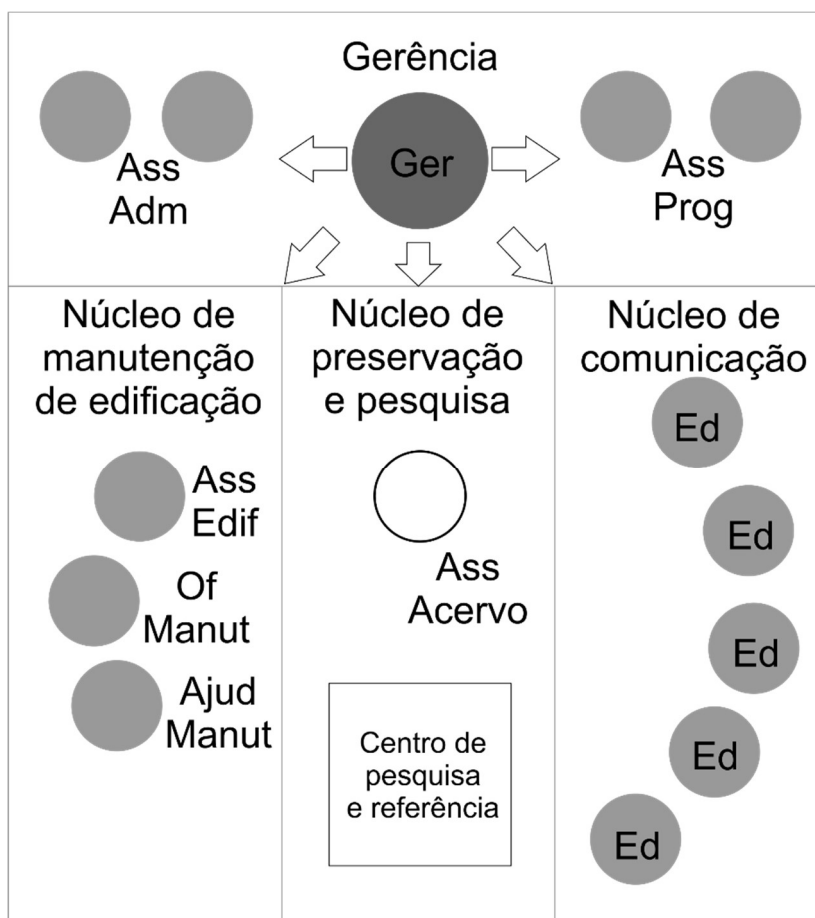 Gerência
Ger
Ass
Adm
Ass
Prog
Núcleo de
manutenção
de edificação
Ass
Edif
Of
Manut
Ajud
Manut
Núcleo de
preservação
e pesquisa
Ass
Acervo
Centro de
pesquisa
e referência
Núcleo de
comunicação
Ed
Ed
Ed
Ed
Ed